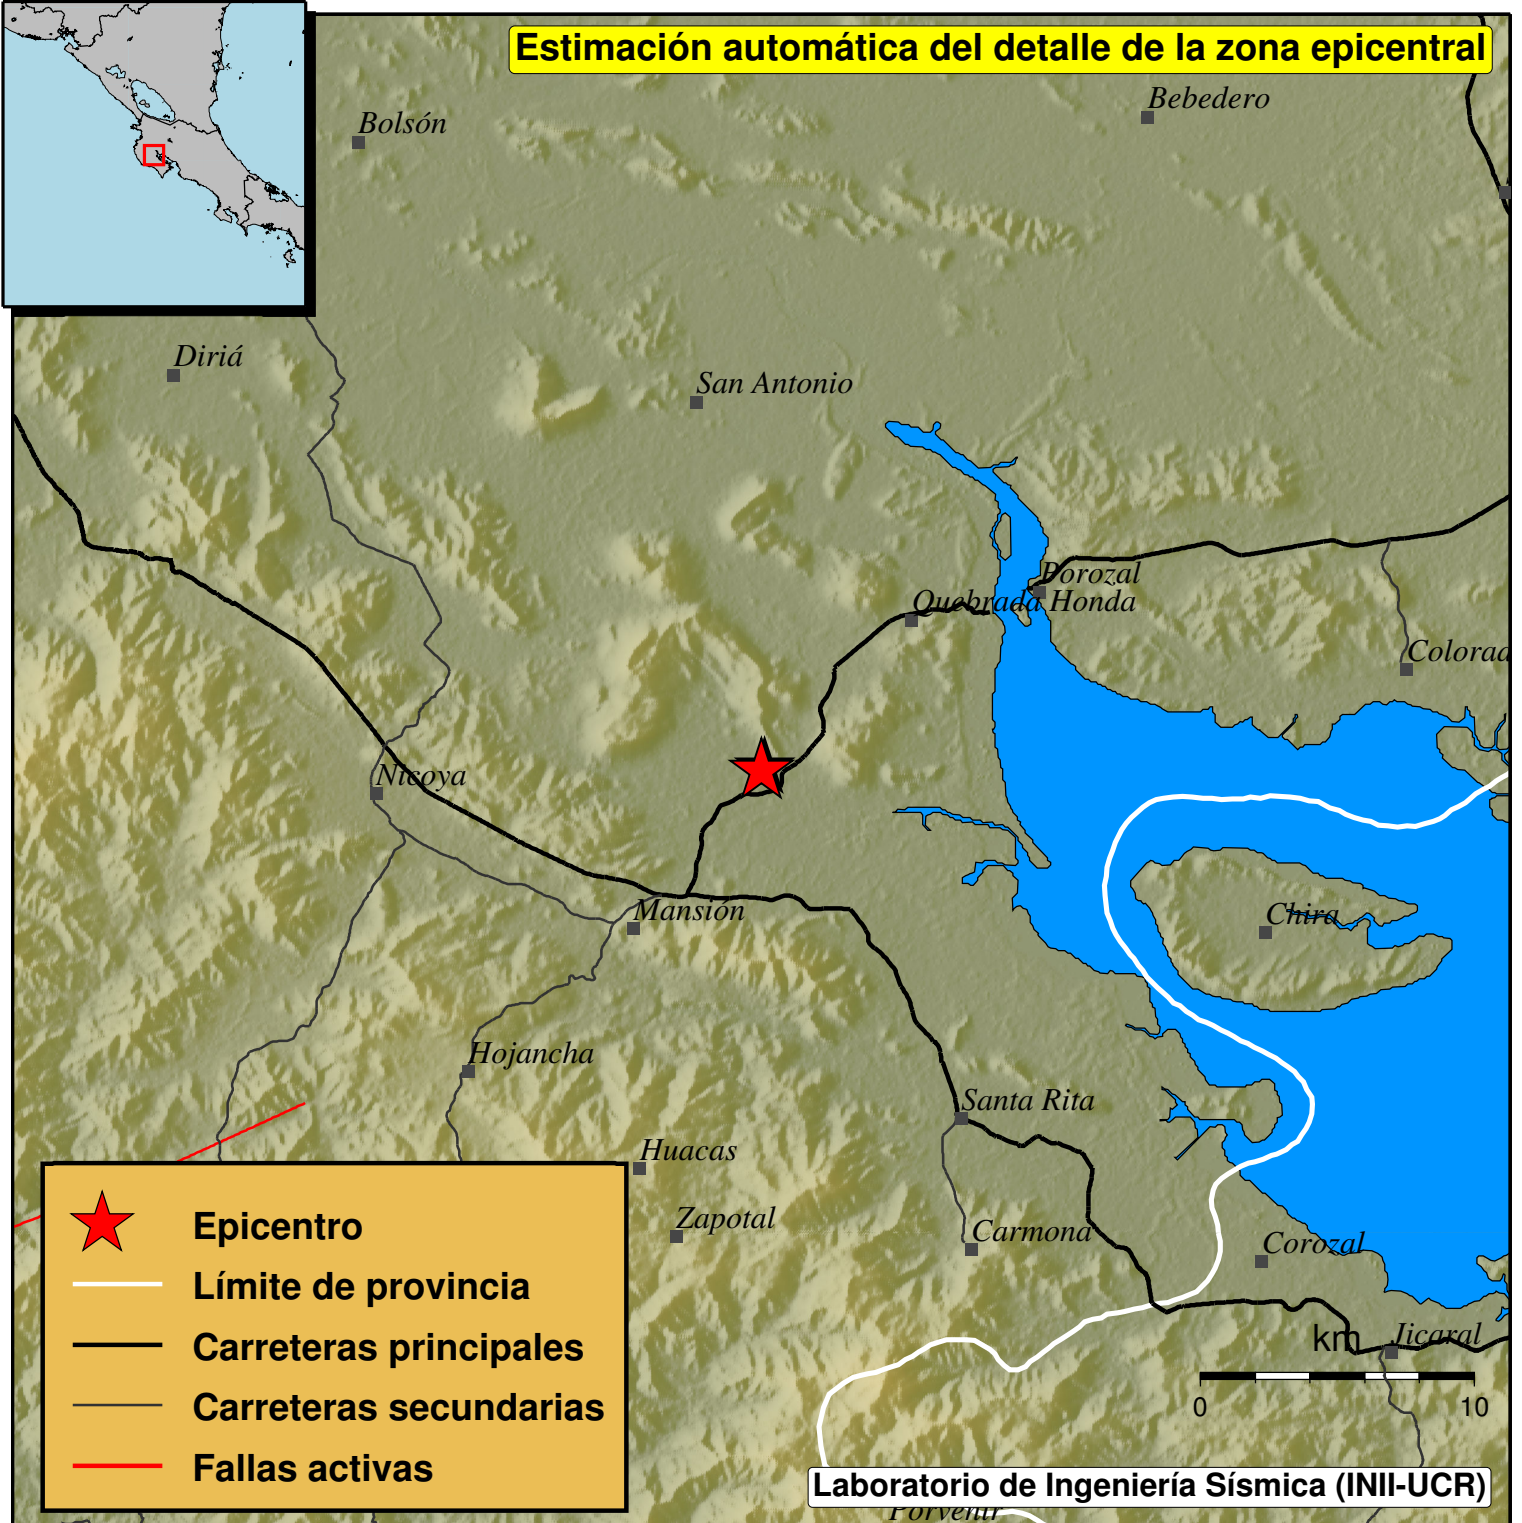 Estimación automática del detalle de la zona epicentral
Bebedero
Bolsón
Diriá
San Antonio
Porozal
Quebrada Honda
Colorad
Nicoya
Mansión
Chira
Hojancha
Santa Rita
Huacas
Zapotal
Carmona
Corozal
km
Jicaral
0 10
Epicentro
Límite de provincia
Carreteras principales
Carreteras secundarias
Fallas activas
Laboratorio de Ingeniería Sísmica (INII-UCR)
Porvenir